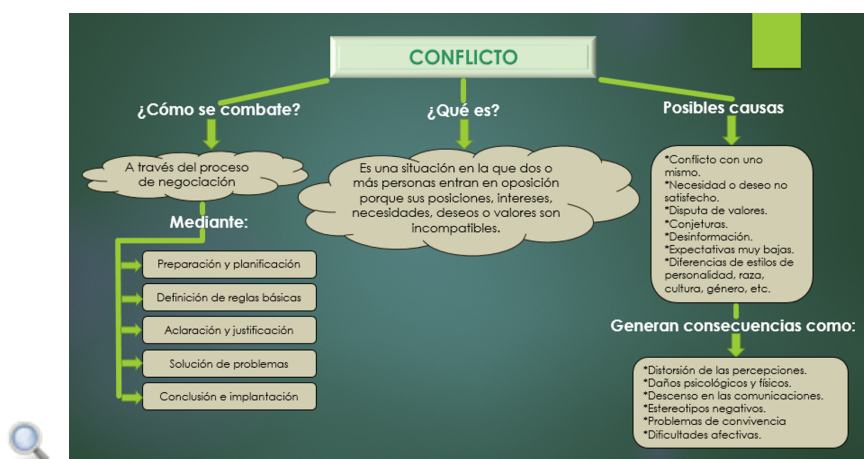 CONFLICTO
¿Cómo se combate?
A través del proceso
de negociación
Mediante:
Preparación y planificación
Definición de reglas básicas
Aclaración y justificación
Solución de problemas
Conclusión e implantación
¿Qué es?
Es una situación en la que dos o
más personas entran en oposición
porque sus posiciones, intereses,
necesidades, deseos o valores son
incompatibles.
Posibles causas
*Conflicto con uno
mismo.
*Necesidad o deseo no
satisfecho.
*Disputa de valores.
*Conjeturas.
*Desinformación.
*Expectativas muy bajas.
*Diferencias de estilos de
personalidad, raza,
cultura, género, etc.
Generan consecuencias como:
*Distorsión de las percepciones.
*Daños psicológicos y físicos.
*Descenso en las comunicaciones.
*Estereotipos negativos.
*Problemas de convivencia
*Dificultades afectivas.